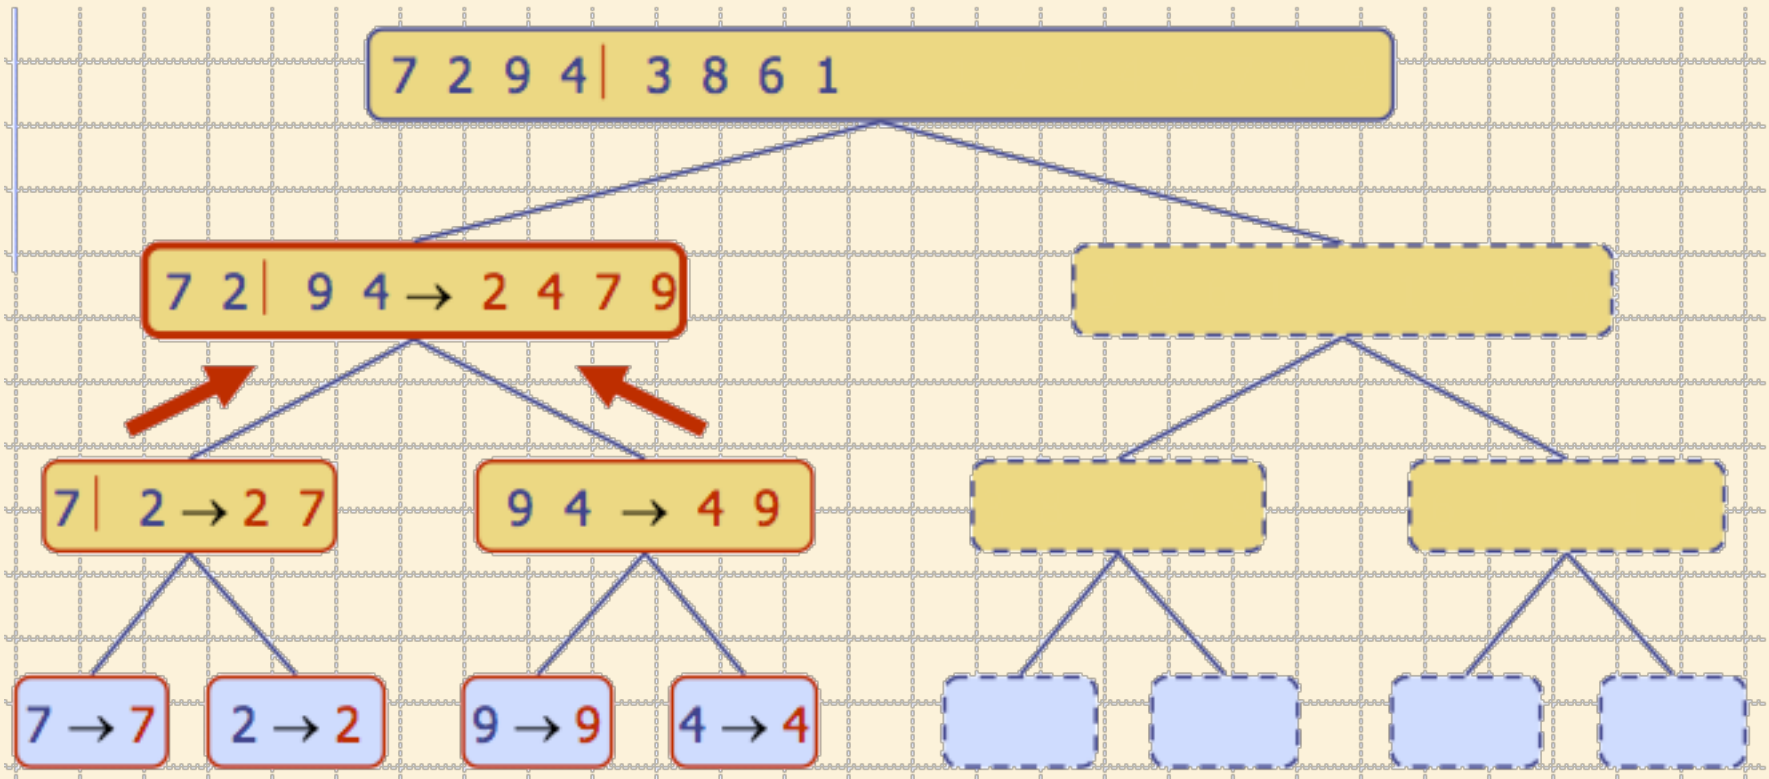 7 2 9 4 | 3 8 6 1
7 2 | 9 4 → 2 4 7 9
7 | 2 → 2 7
9 4 → 4 9
7 → 7
2 → 2
9 → 9
4 → 4